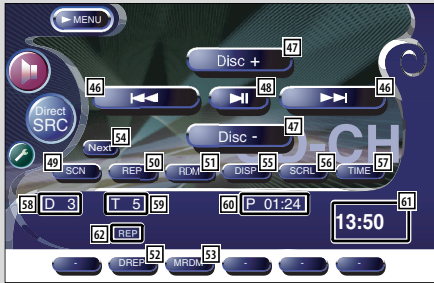 MENU
47
Disc +
46
48
46
Direct
SRC
54
Next
47
Disc -
CD-CH
49
50
51
55
56
57
SCN
REP
RDM
DISP
SCRL
TIME
58
D 3
T 5
59
60
P 01:24
61
13:50
62
REP
52
53
-
DREP
MRDM
-
-
-